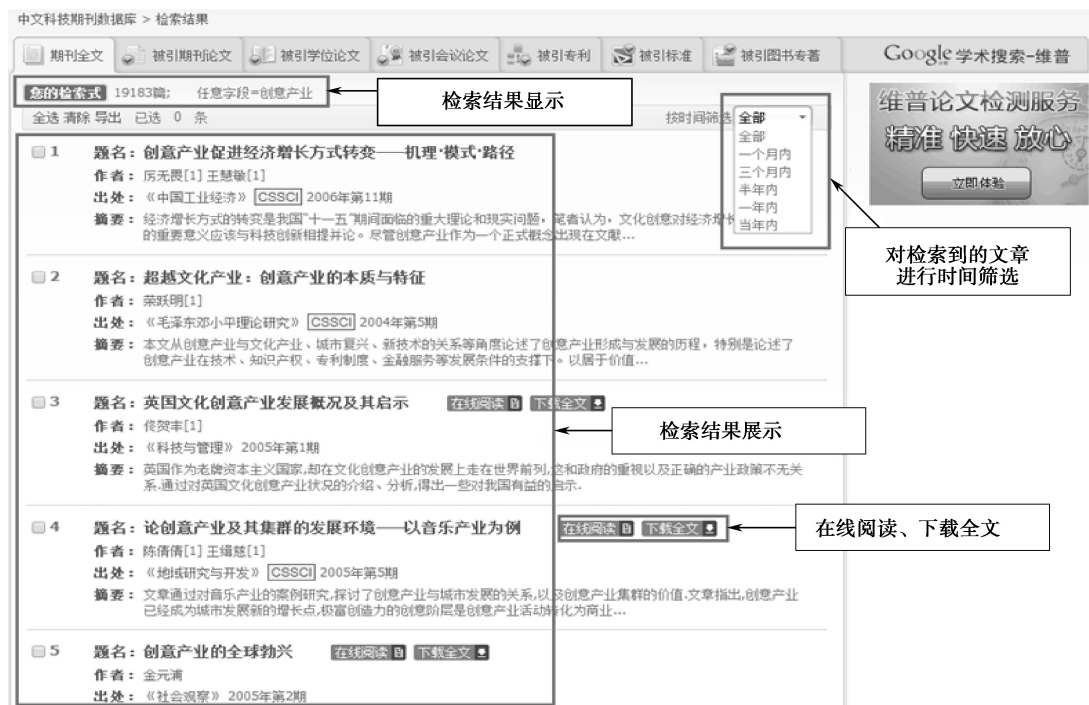 中文科技期刊数据库 > 检索结果
期刊全文 被引期刊论文 被引学位论文 被引会议论文 被引专利 被引标准 被引图书专著 Google 学术搜索-维普
您的检索式 19183篇; 任意字段=创意产业
检索结果显示
维普论文检测服务
精准 快速 放心
立即体验
全选 清除 导出 已选 0 条 按时间筛选 全部
全部
一个月内
三个月内
半年内
一年内
当年内
对检索到的文章
进行时间筛选
1 题名：创意产业促进经济增长方式转变——机理·模式·路径
作者：厉无畏[1] 王慧敏[1]
出处：《中国工业经济》 CSSCI 2006年第11期
摘要：经济增长方式的转变是我国"十一五"期间面临的重大理论和现实问题，笔者认为，文化创意对经济增长
的重要意义应该与科技创新相提并论。尽管创意产业作为一个正式概念出现在文献...
2 题名：超越文化产业：创意产业的本质与特征
作者：荣跃明[1]
出处：《毛泽东邓小平理论研究》 CSSCI 2004年第5期
摘要：本文从创意产业与文化产业、城市复兴、新技术的关系等角度论述了创意产业形成与发展的历程，特别是论述了
创意产业在技术、知识产权、专利制度、金融服务等发展条件的支撑下。以居于价值...
3 题名：英国文化创意产业发展概况及其启示 在线阅读 下载全文
作者：佟贺丰[1]
出处：《科技与管理》 2005年第1期
摘要：英国作为老牌资本主义国家,却在文化创意产业的发展上走在世界前列,这和政府的重视以及正确的产业政策不无关
系.通过对英国文化创意产业状况的介绍、分析,得出一些对我国有益的启示.
检索结果展示
4 题名：论创意产业及其集群的发展环境——以音乐产业为例 在线阅读 下载全文
在线阅读、下载全文
作者：陈倩倩[1] 王缉慈[1]
出处：《地域研究与开发》 CSSCI 2005年第5期
摘要：文章通过对音乐产业的案例研究,探讨了创意产业与城市发展的关系,以及创意产业集群的价值.文章指出,创意产业
已经成为城市发展新的增长点,极富创造力的创意阶层是创意产业活动转化为商业...
5 题名：创意产业的全球勃兴 在线阅读 下载全文
作者：金元浦
出处：《社会观察》 2005年第2期